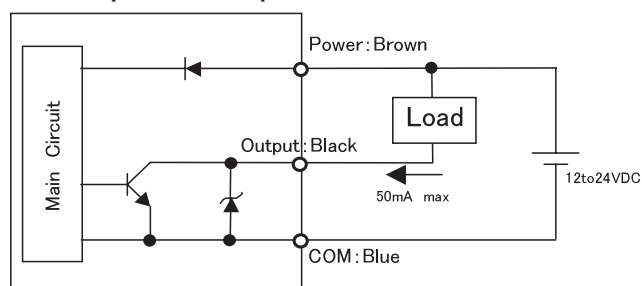 Power:Brown
Load
Main Circuit
Output:Black
50mA max
12to24VDC
COM:Blue